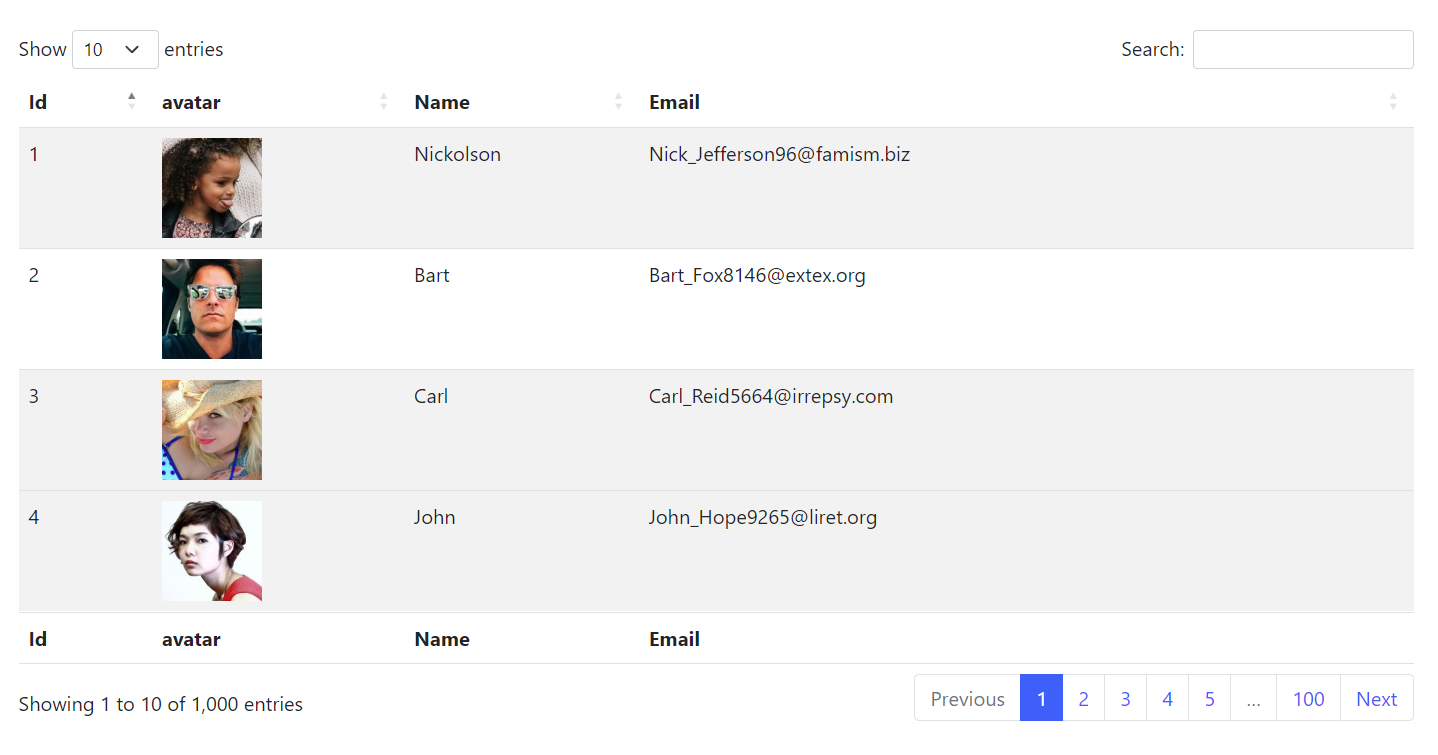 Show 10 entries Search:
Id avatar Name Email
1 Nickolson Nick_Jefferson96@famism.biz
2 Bart Bart_Fox8146@extex.org
3 Carl Carl_Reid5664@irrepsy.com
4 John John_Hope9265@liret.org
Id avatar Name Email
Showing 1 to 10 of 1,000 entries Previous 1 2 3 4 5 … 100 Next